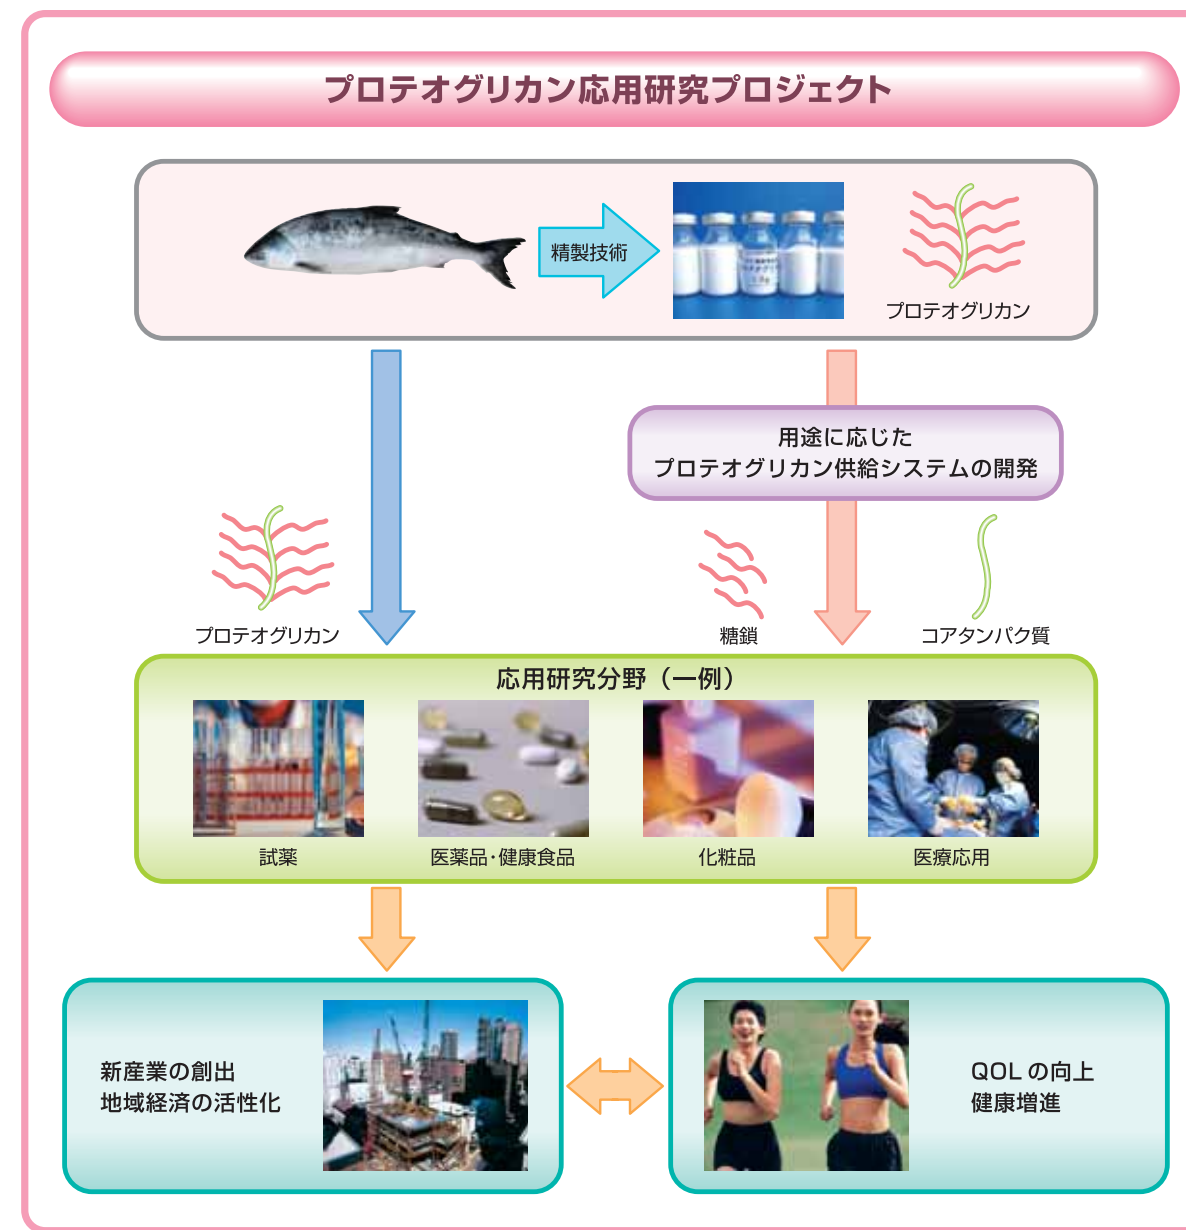 プロテオグリカン応用研究プロジェクト
精製技術
プロテオグリカン
用途に応じた
プロテオグリカン供給システムの開発
プロテオグリカン
糖鎖
コアタンパク質
応用研究分野（一例）
試薬
医薬品・健康食品
化粧品
医療応用
新産業の創出
地域経済の活性化
QOLの向上
健康増進